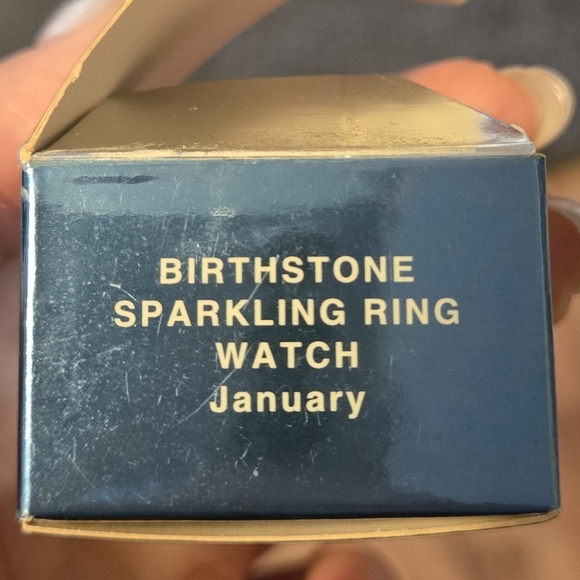 BIRTHSTONE
SPARKLING RING
WATCH
January